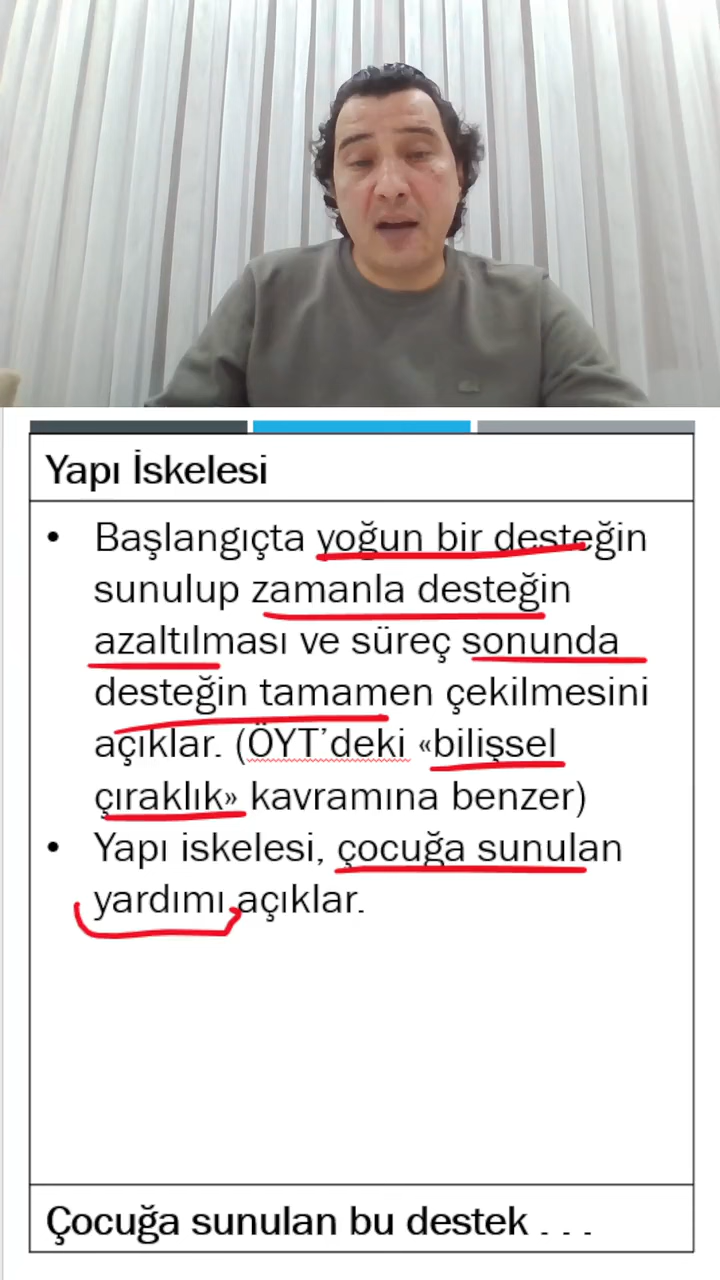 Yapı İskelesi
• Başlangıçta yoğun bir desteğin
sunulup zamanla desteğin
azaltılması ve süreç sonunda
desteğin tamamen çekilmesini
açıklar. (ÖYT’deki «bilişsel
çıraklık» kavramına benzer)
• Yapı iskelesi, çocuğa sunulan
yardımı açıklar.
Çocuğa sunulan bu destek . . .